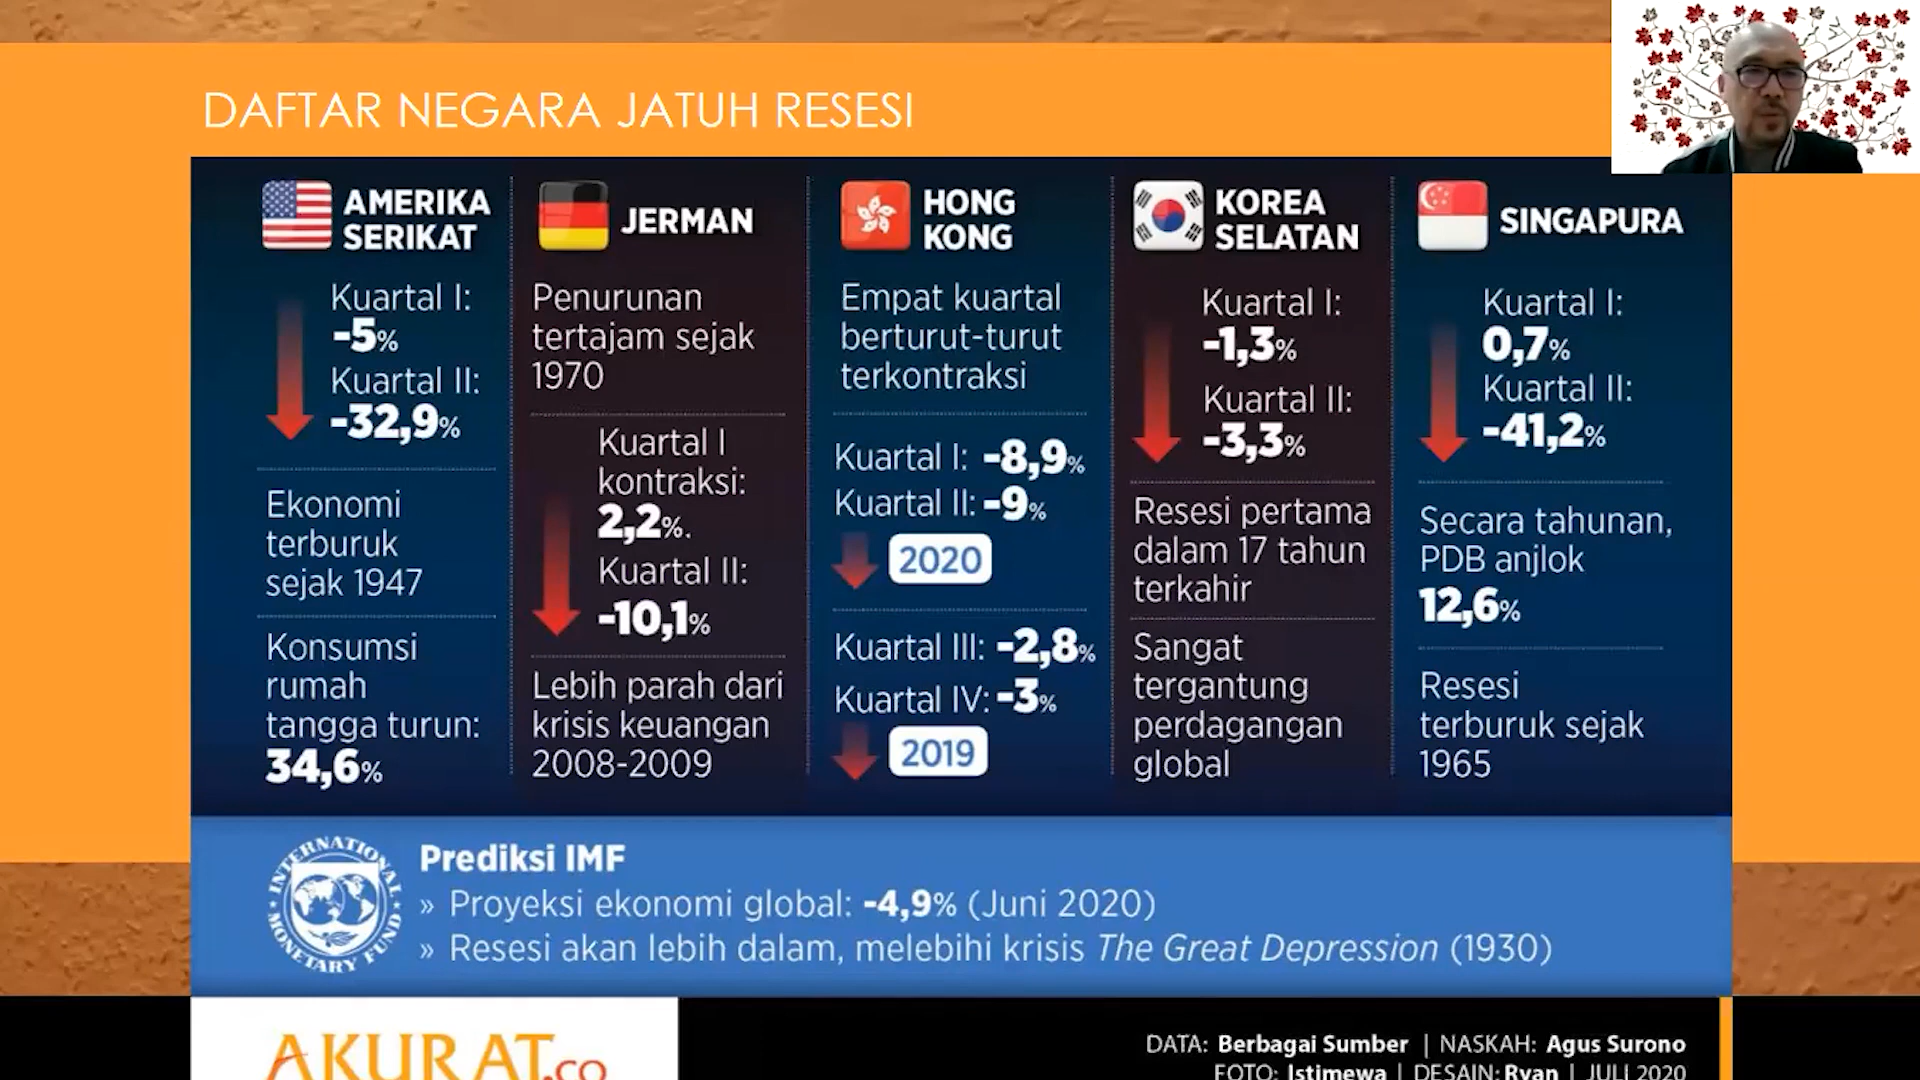 DAFTAR NEGARA JATUH RESESI
AMERIKA
SERIKAT
Kuartal I:
-5%
Kuartal II:
-32,9%
Ekonomi
terburuk
sejak 1947
Konsumsi
rumah
tangga turun:
34,6%
JERMAN
Penurunan
tertajam sejak
1970
Kuartal I
kontraksi:
2,2%.
Kuartal II:
-10,1%
Lebih parah dari
krisis keuangan
2008-2009
HONG
KONG
Empat kuartal
berturut-turut
terkontraksi
Kuartal I: -8,9%
Kuartal II: -9%
2020
Kuartal III: -2,8%
Kuartal IV: -3%
2019
KOREA
SELATAN
Kuartal I:
-1,3%
Kuartal II:
-3,3%
Resesi pertama
dalam 17 tahun
terkahir
Sangat
tergantung
perdagangan
global
SINGAPURA
Kuartal I:
0,7%
Kuartal II:
-41,2%
Secara tahunan,
PDB anjlok
12,6%
Resesi
terburuk sejak
1965
INTERNATIONAL
MONETARY FUND
Prediksi IMF
» Proyeksi ekonomi global: -4,9% (Juni 2020)
» Resesi akan lebih dalam, melebihi krisis The Great Depression (1930)
AKURAT.co
DATA: Berbagai Sumber | NASKAH: Agus Surono
FOTO: Istimewa | DESAIN: Ryan | JULI 2020